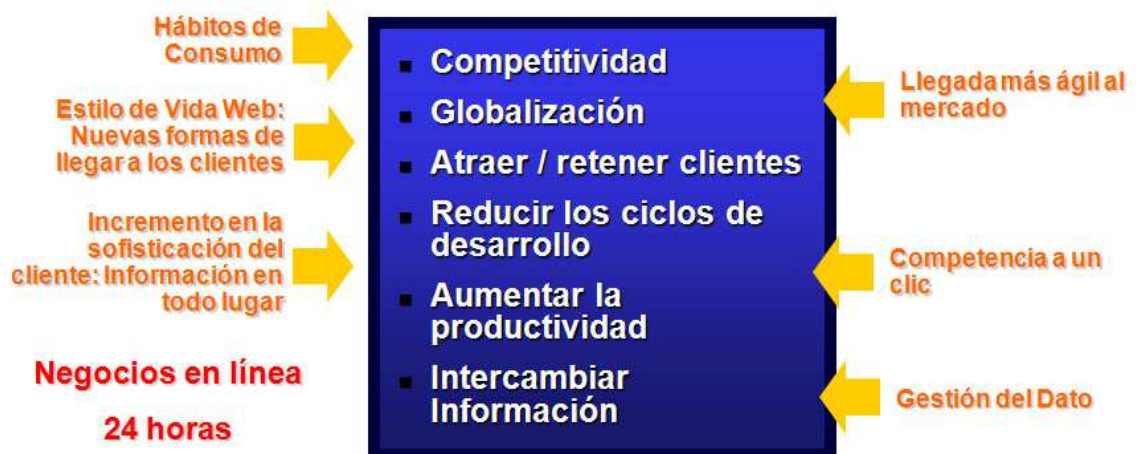 Hábitos de
Consumo
Estilo de Vida Web:
Nuevas formas de
llegar a los clientes
Incremento en la
sofisticación del
cliente: Información en
todo lugar
Negocios en línea
24 horas
Competitividad
Globalización
Atraer / retener clientes
Reducir los ciclos de
desarrollo
Aumentar la
productividad
Intercambiar
Información
Llegada más ágil al
mercado
Competencia a un
clic
Gestión del Dato